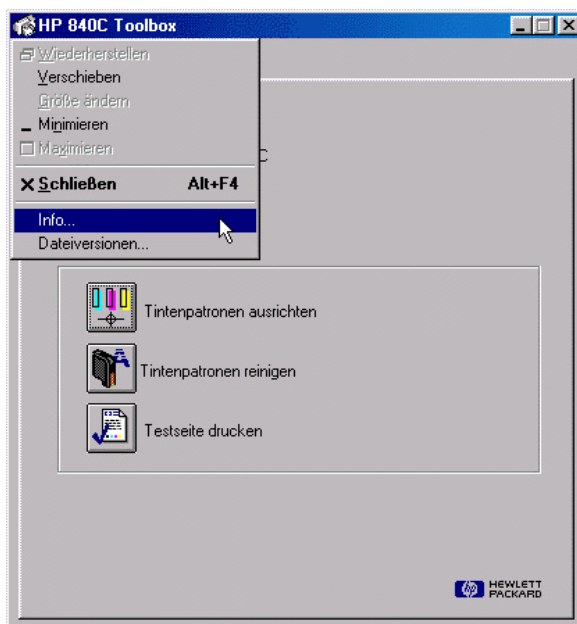 HP 840C Toolbox
Wiederherstellen
Verschieben
Größe ändern
Minimieren
Maximieren
Schließen Alt+F4
Info...
Dateiversionen...
Tintenpatronen ausrichten
Tintenpatronen reinigen
Testseite drucken
hp HEWLETT
PACKARD